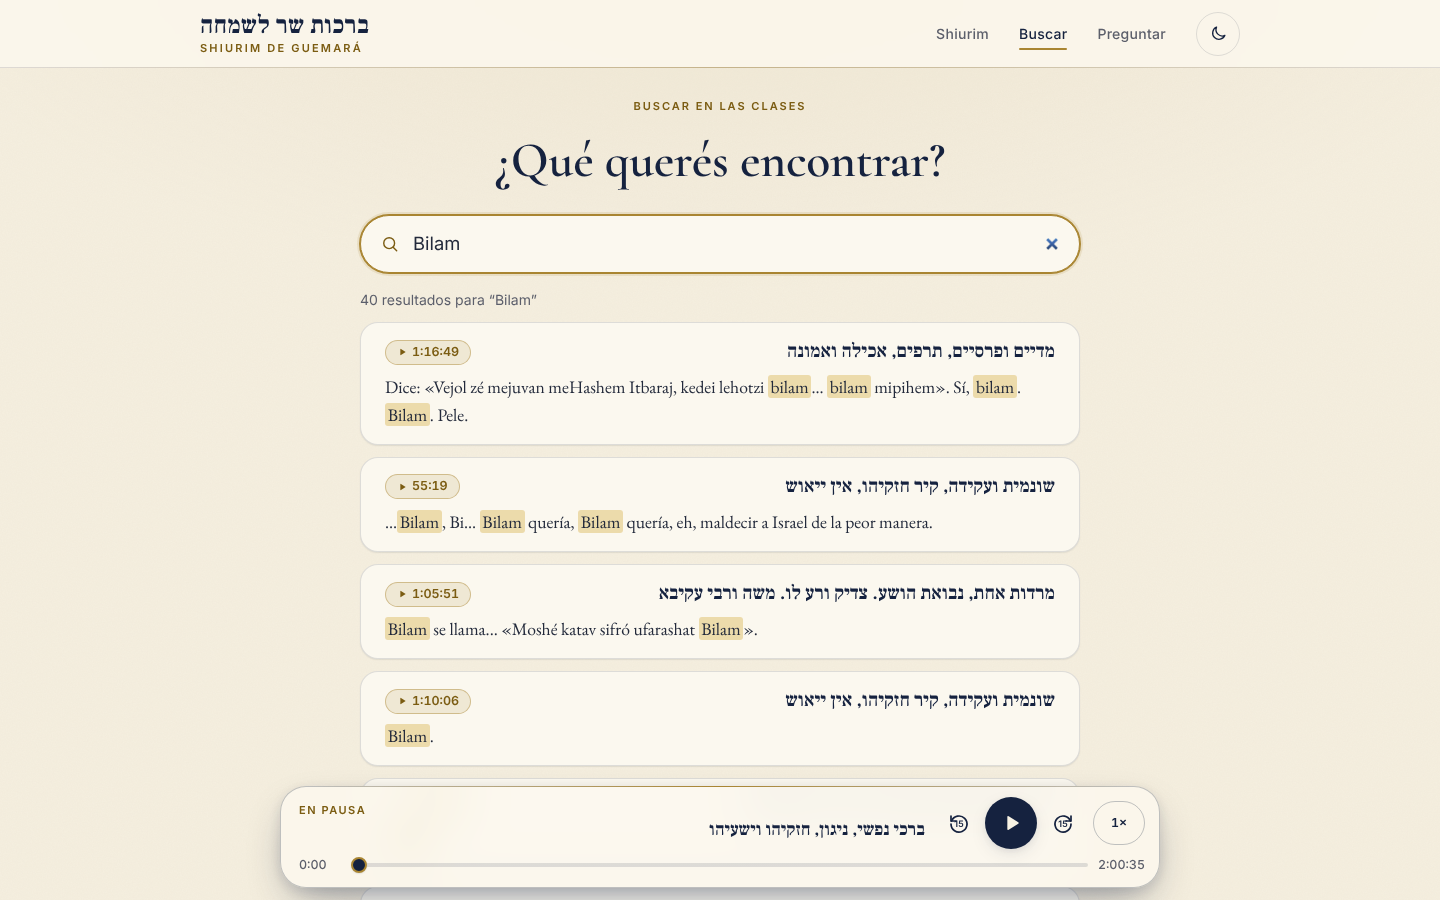 ברכות שר לשמחה
SHIURIM DE GUEMARÁ
Shiurim
Buscar
Preguntar
BUSCAR EN LAS CLASES
¿Qué querés encontrar?
Bilam
40 resultados para “Bilam”
1:16:49
מדיים ופרסיים, תרפים, אכילה ואמונה
Dice: «Vejol zé mejuvan meHashem Itbaraj, kedei lehotzi bilam... bilam mipihem». Sí, bilam.
Bilam. Pele.
55:19
שונמית ועקידה, קיר חזקיהו, אין ייאוש
...Bilam, Bi... Bilam quería, Bilam quería, eh, maldecir a Israel de la peor manera.
1:05:51
מרדות אחת, נבואת הושע. צדיק ורע לו. משה ורבי עקיבא
Bilam se llama... «Moshé katav sifró ufarashat Bilam».
1:10:06
שונמית ועקידה, קיר חזקיהו, אין ייאוש
Bilam.
EN PAUSA
ברכי נפשי, ניגון, חזקיהו וישעיהו
15
15
1×
0:00
2:00:35